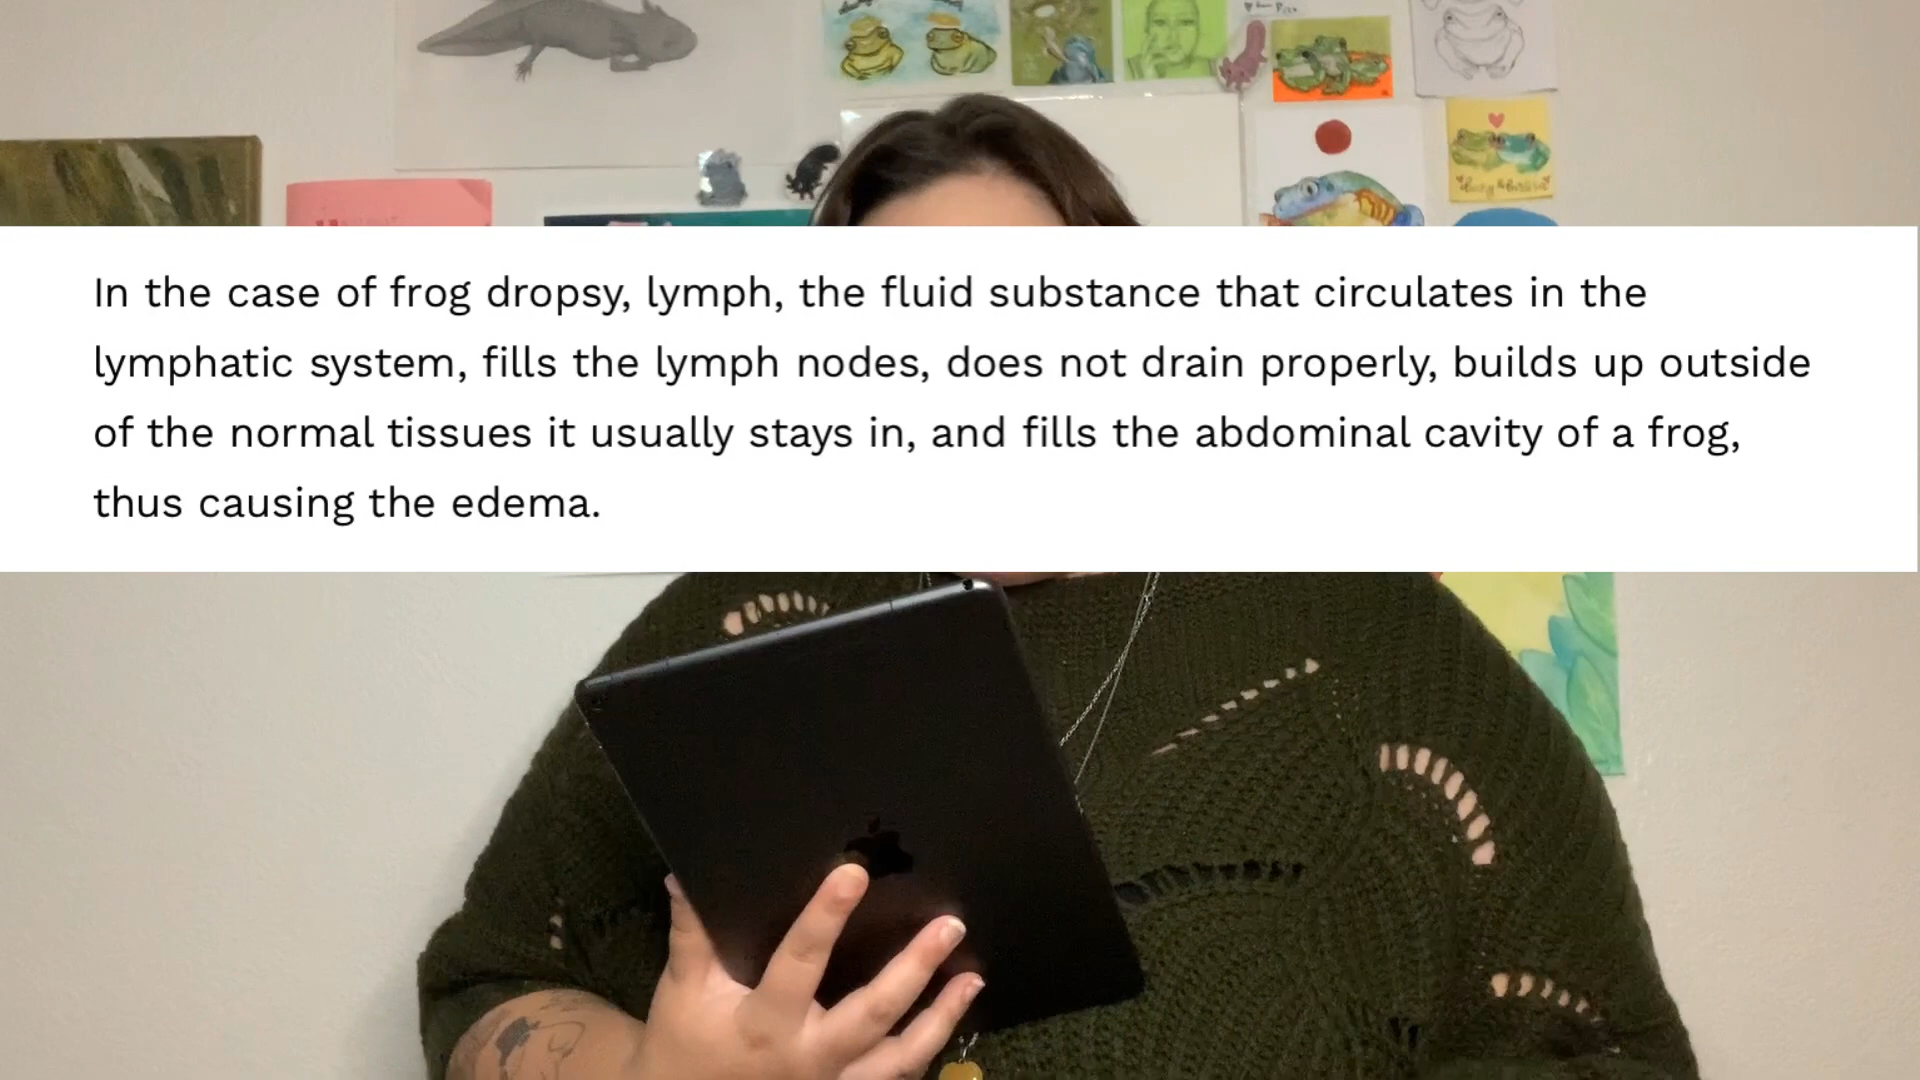 In the case of frog dropsy, lymph, the fluid substance that circulates in the
lymphatic system, fills the lymph nodes, does not drain properly, builds up outside
of the normal tissues it usually stays in, and fills the abdominal cavity of a frog,
thus causing the edema.